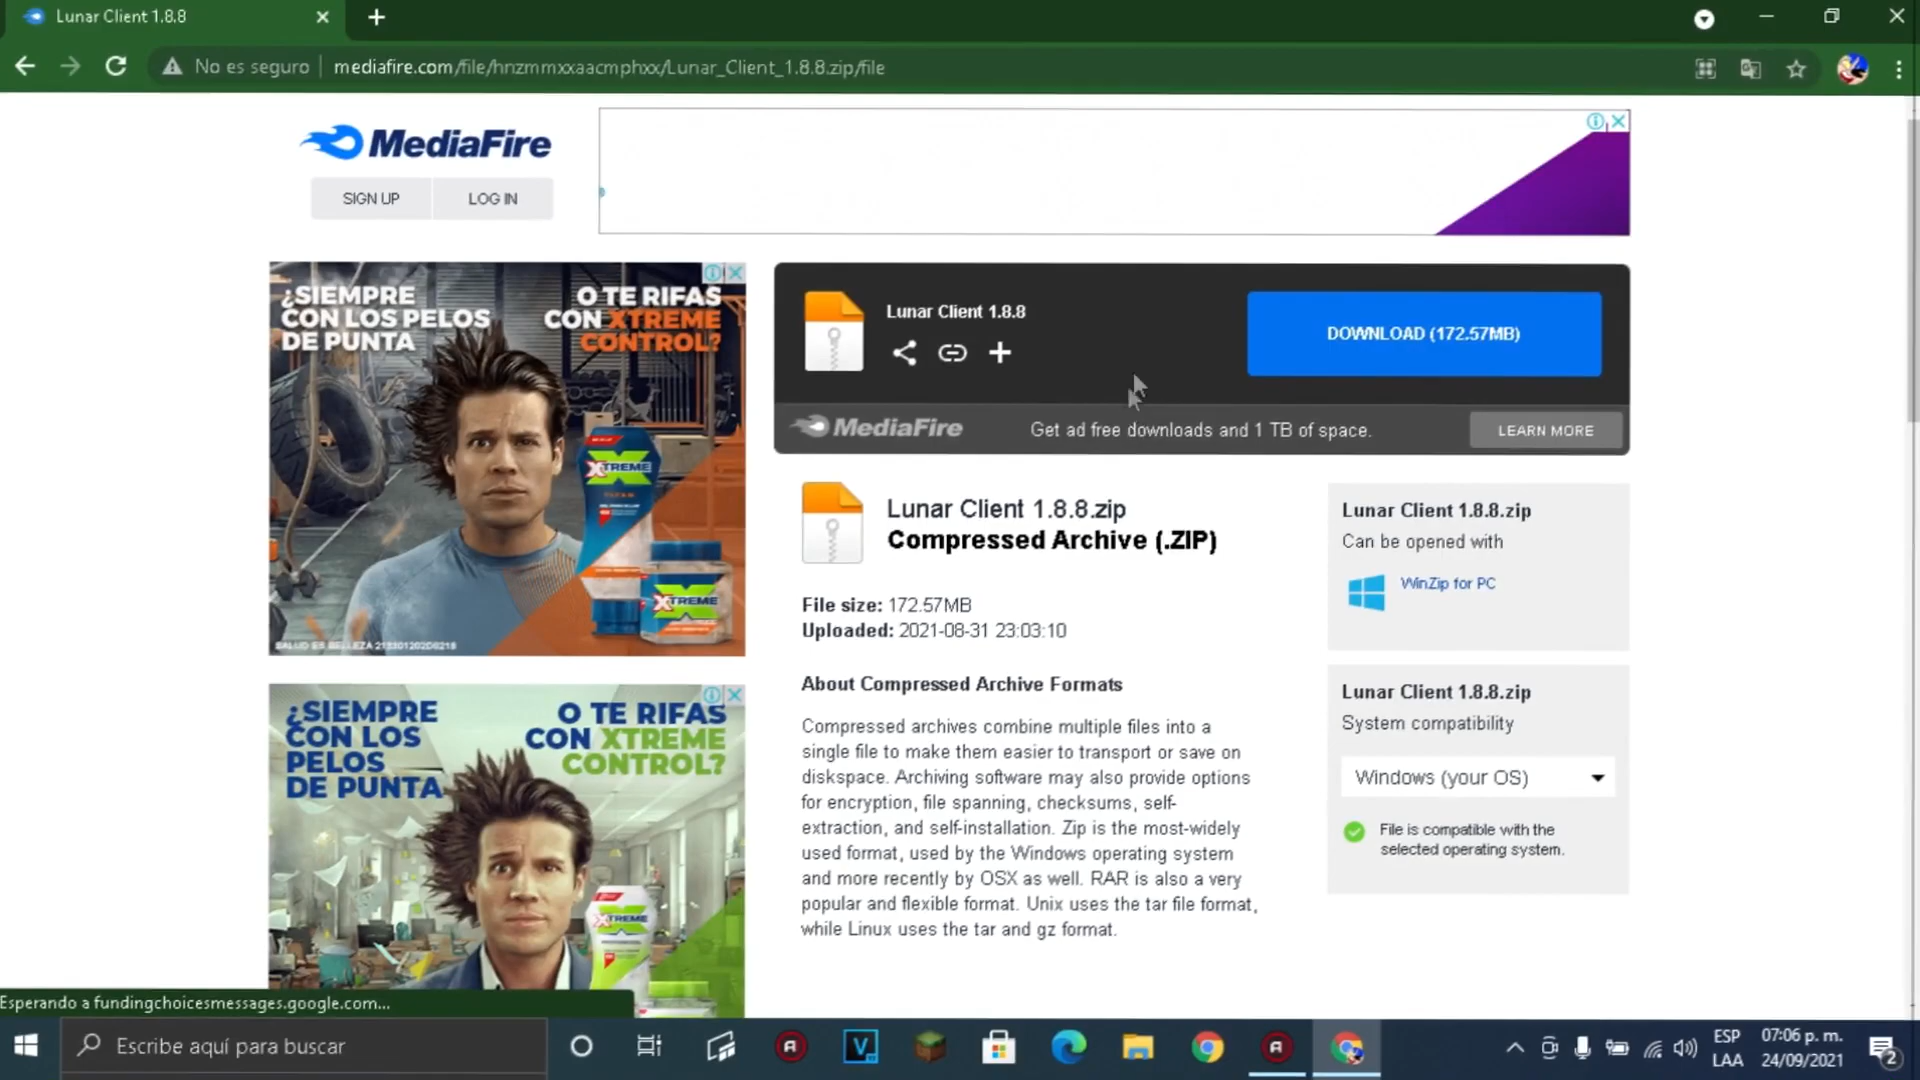 Lunar Client 1.8.8
No es seguro | mediafire.com/file/hnzmmxxaacmphxx/Lunar_Client_1.8.8.zip/file
MediaFire
SIGN UP
LOG IN
¿SIEMPRE
CON LOS PELOS
DE PUNTA
O TE RIFAS
CON XTREME
CONTROL?
XTREME
XTREME
Lunar Client 1.8.8
DOWNLOAD (172.57MB)
MediaFire
Get ad free downloads and 1 TB of space.
LEARN MORE
Lunar Client 1.8.8.zip
Compressed Archive (.ZIP)
File size: 172.57MB
Uploaded: 2021-08-31 23:03:10
About Compressed Archive Formats
Compressed archives combine multiple files into a
single file to make them easier to transport or save on
diskspace. Archiving software may also provide options
for encryption, file spanning, checksums, self-
extraction, and self-installation. Zip is the most-widely
used format, used by the Windows operating system
and more recently by OSX as well. RAR is also a very
popular and flexible format. Unix uses the tar file format,
while Linux uses the tar and gz format.
Lunar Client 1.8.8.zip
Can be opened with
WinZip for PC
Lunar Client 1.8.8.zip
System compatibility
Windows (your OS)
File is compatible with the
selected operating system.
¿SIEMPRE
CON LOS
PELOS
DE PUNTA
O TE RIFAS
CON XTREME
CONTROL?
XTREME
Esperando a fundingchoicesmessages.google.com...
Escribe aquí para buscar
ESP
LAA
07:06 p. m.
24/09/2021
2